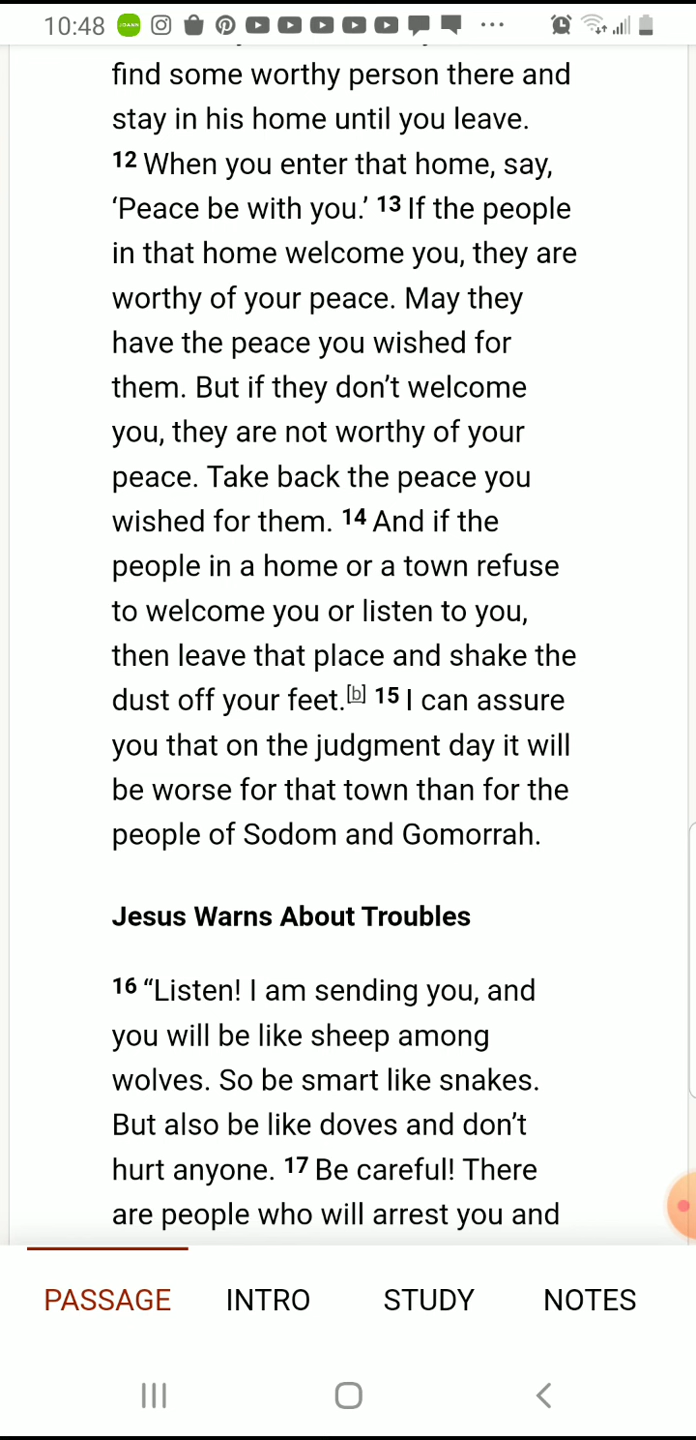 10:48
JOANN
find some worthy person there and
stay in his home until you leave.
12 When you enter that home, say,
‘Peace be with you.’ 13 If the people
in that home welcome you, they are
worthy of your peace. May they
have the peace you wished for
them. But if they don’t welcome
you, they are not worthy of your
peace. Take back the peace you
wished for them. 14 And if the
people in a home or a town refuse
to welcome you or listen to you,
then leave that place and shake the
dust off your feet.[b] 15 I can assure
you that on the judgment day it will
be worse for that town than for the
people of Sodom and Gomorrah.
Jesus Warns About Troubles
16 “Listen! I am sending you, and
you will be like sheep among
wolves. So be smart like snakes.
But also be like doves and don’t
hurt anyone. 17 Be careful! There
are people who will arrest you and
PASSAGE INTRO STUDY NOTES